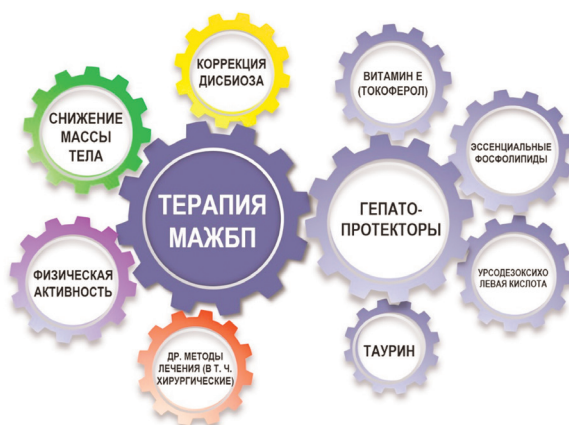 КОРРЕКЦИЯ
ДИСБИОЗА
СНИЖЕНИЕ
МАССЫ
ТЕЛА
ТЕРАПИЯ
МАЖБП
ФИЗИЧЕСКАЯ
АКТИВНОСТЬ
ДР. МЕТОДЫ
ЛЕЧЕНИЯ (В Т. Ч.
ХИРУРГИЧЕСКИЕ)
ВИТАМИН Е
(ТОКОФЕРОЛ)
ЭССЕНЦИАЛЬНЫЕ
ФОСФОЛИПИДЫ
ГЕПАТО-
ПРОТЕКТОРЫ
УРСОДЕЗОКСИХО
ЛЕВАЯ КИСЛОТА
ТАУРИН